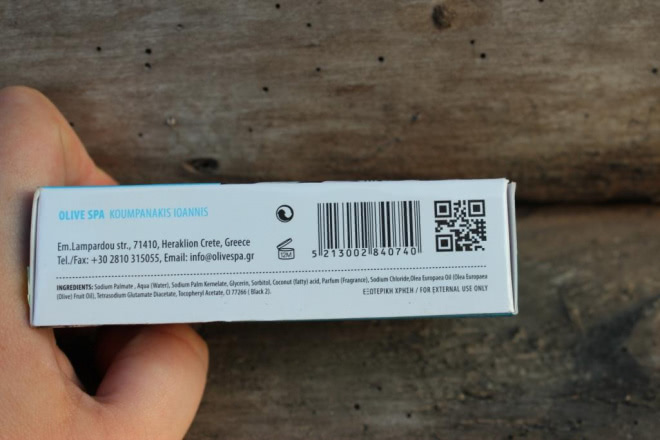 OLIVE SPA KOUMPANAKIS IOANNIS
Em.Lampardou str., 71410, Heraklion Crete, Greece
Tel./Fax: +30 2810 315055, Email: info@olivespa.gr
12M
5 213002 840740
INGREDIENTS: Sodium Palmate , Aqua (Water), Sodium Palm Kernelate, Glycerin, Sorbitol, Coconut (fatty) acid, Parfum (Fragrance), Sodium Chloride,Olea Europaea Oil (Olea Europaea
(Olive) Fruit Oil), Tetrasodium Glutamate Diacetate, Tocopheryl Acetate, CI 77266 ( Black 2).
ΕΞΩΤΕΡΙΚΗ ΧΡΗΣΗ / FOR EXTERNAL USE ONLY